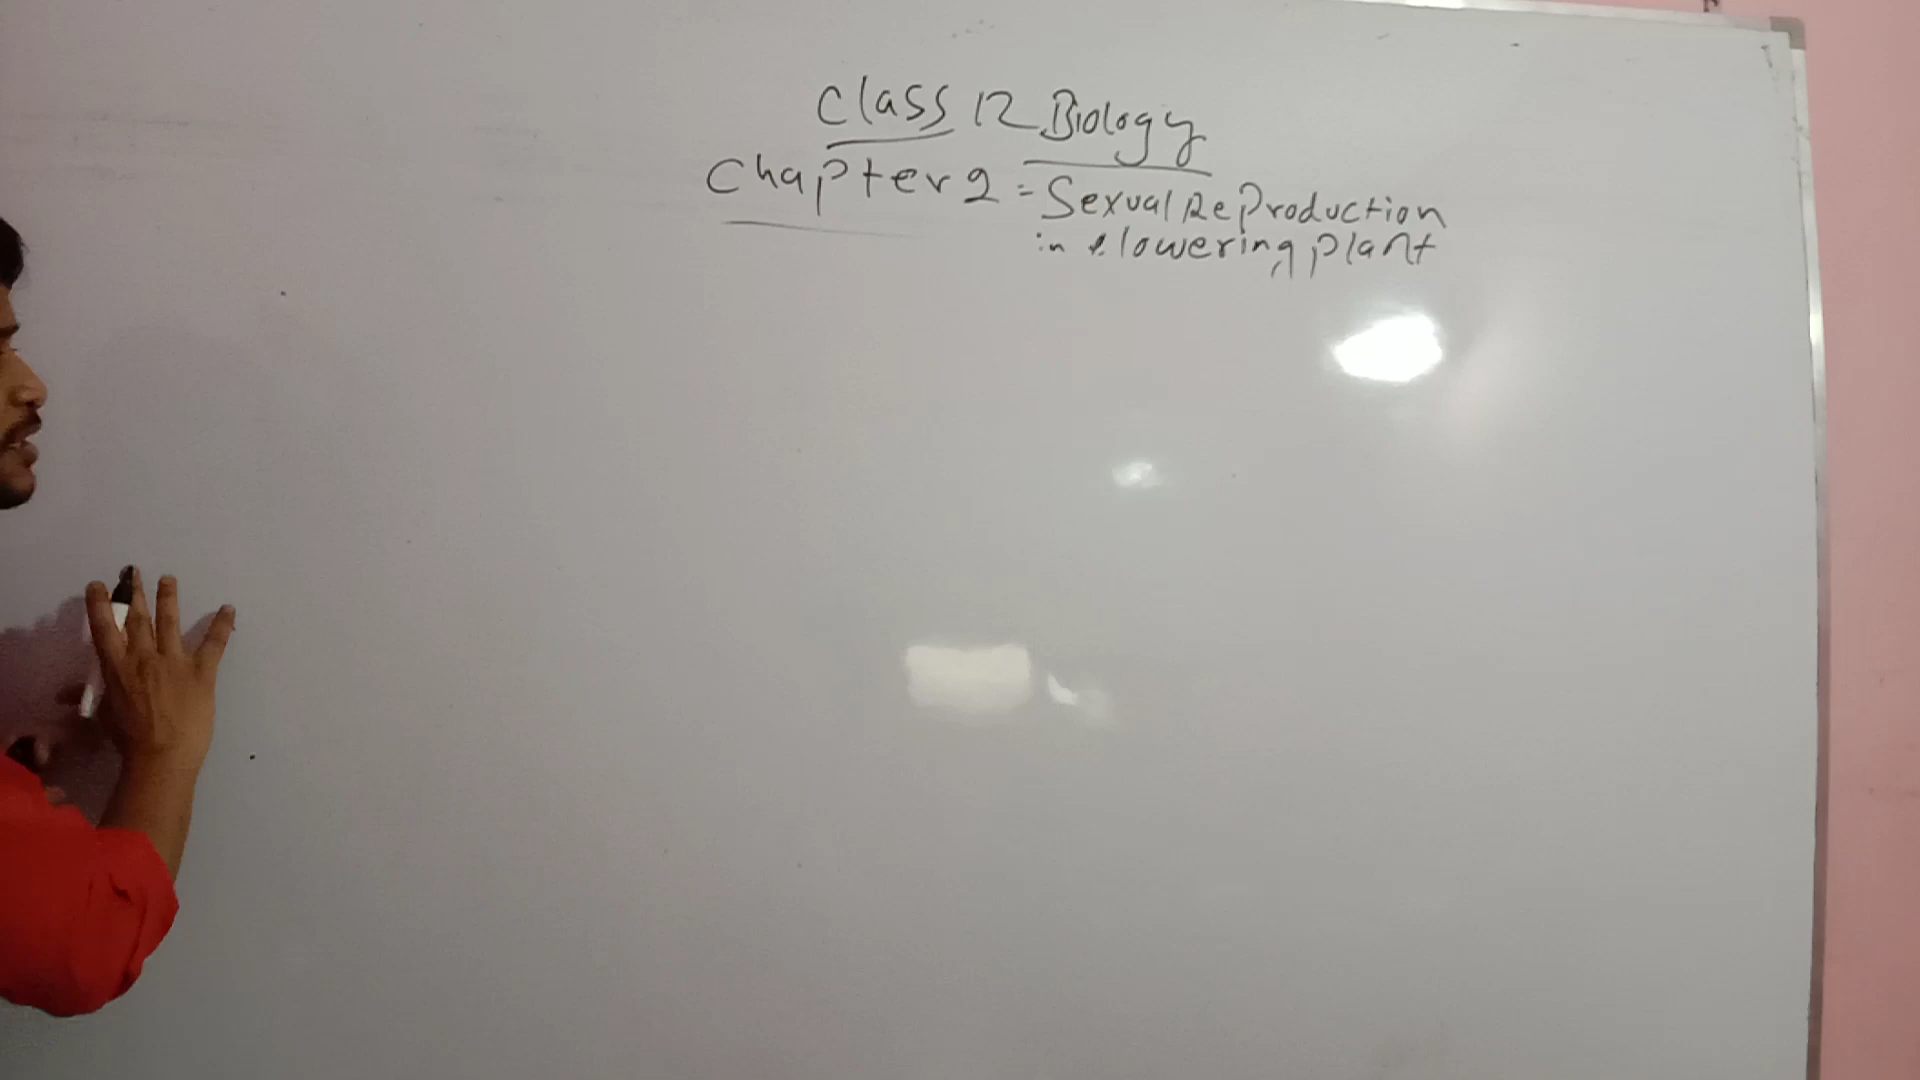 Class 12 Biology
Chapter 2 = Sexual Reproduction
in flowering plant